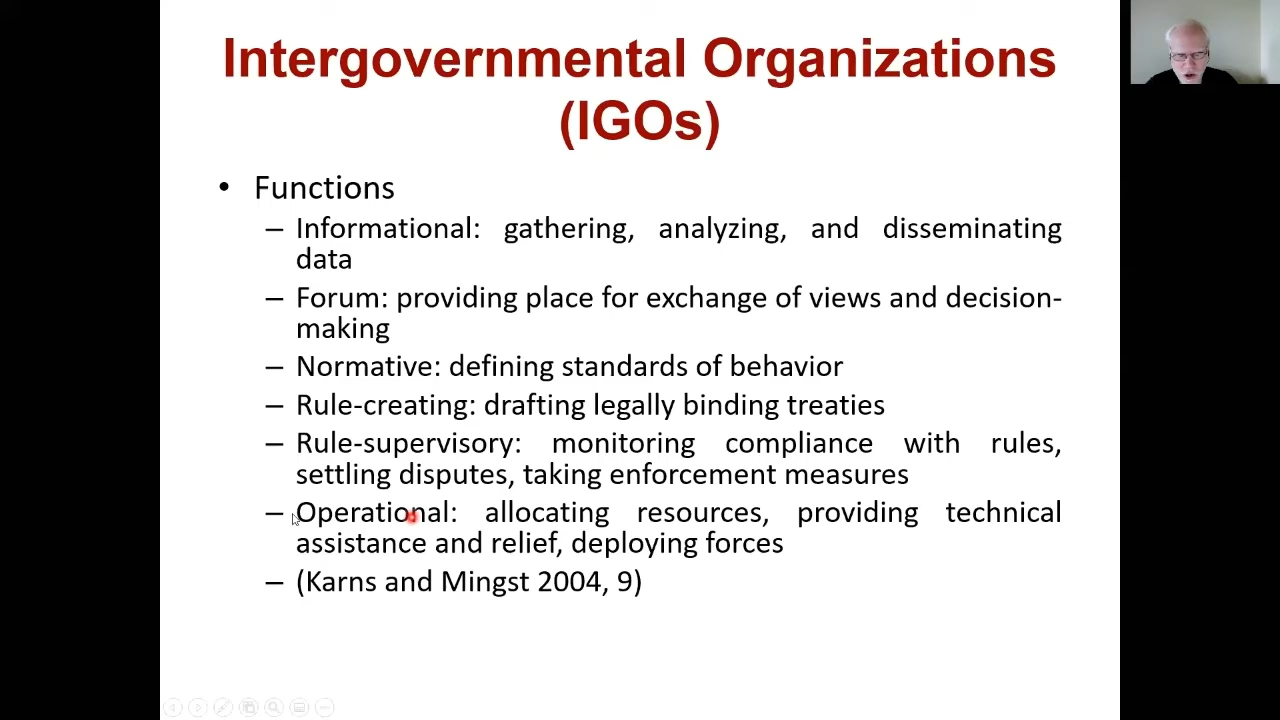 Intergovernmental Organizations
(IGOs)
• Functions
– Informational: gathering, analyzing, and disseminating
data
– Forum: providing place for exchange of views and decision-
making
– Normative: defining standards of behavior
– Rule-creating: drafting legally binding treaties
– Rule-supervisory: monitoring compliance with rules,
settling disputes, taking enforcement measures
– Operational: allocating resources, providing technical
assistance and relief, deploying forces
– (Karns and Mingst 2004, 9)